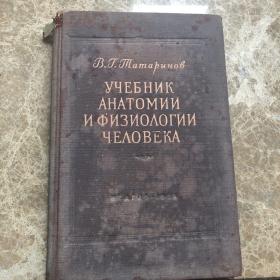 В. Г. Татаринов
УЧЕБНИК
АНАТОМИИ
И ФИЗИОЛОГИИ
ЧЕЛОВЕКА